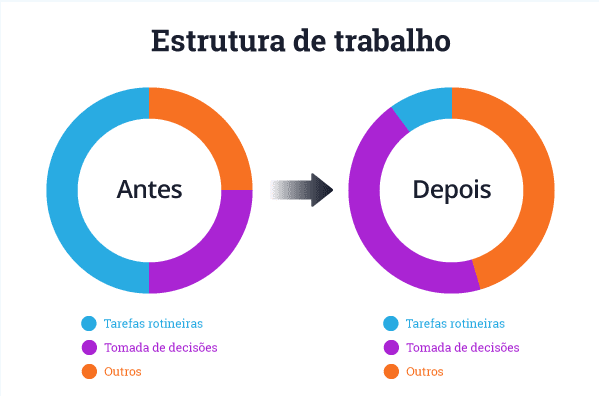 Estrutura de trabalho
Antes
Depois
Tarefas rotineiras
Tomada de decisões
Outros
Tarefas rotineiras
Tomada de decisões
Outros